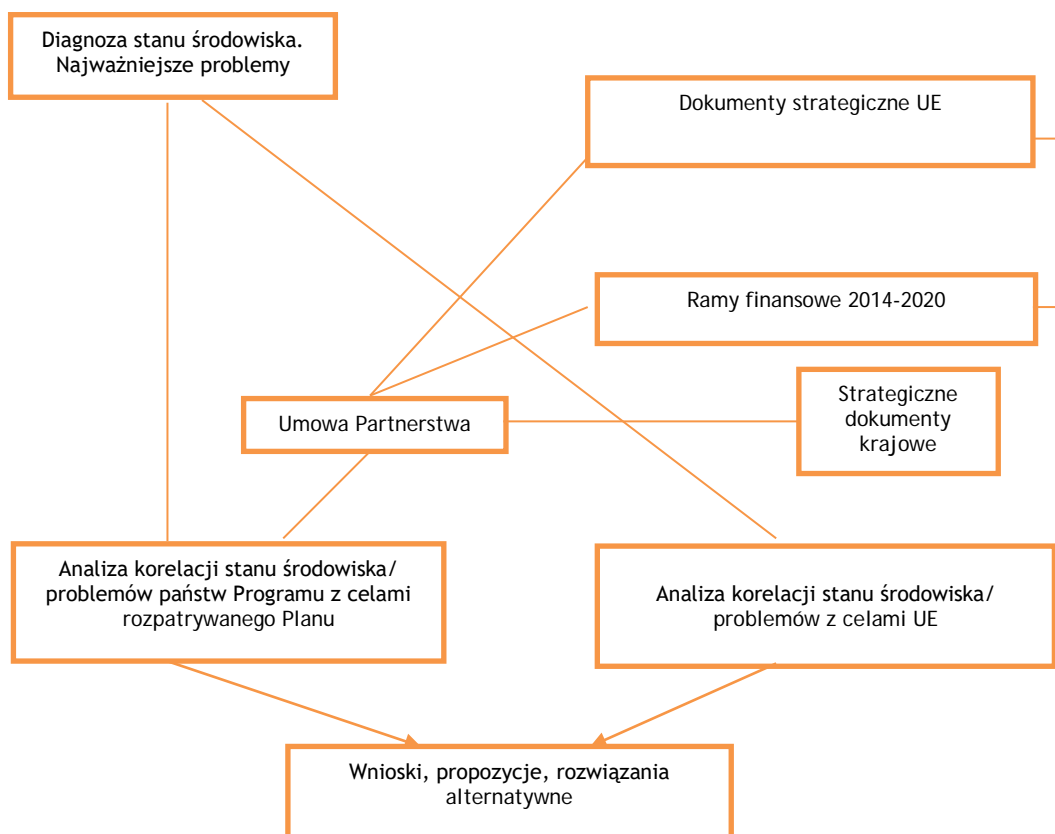 Diagnoza stanu środowiska.
Najważniejsze problemy
Dokumenty strategiczne UE
Ramy finansowe 2014-2020
Strategiczne
dokumenty
krajowe
Umowa Partnerstwa
Analiza korelacji stanu środowiska/
problemów państw Programu z celami
rozpatrywanego Planu
Analiza korelacji stanu środowiska/
problemów z celami UE
Wnioski, propozycje, rozwiązania
alternatywne